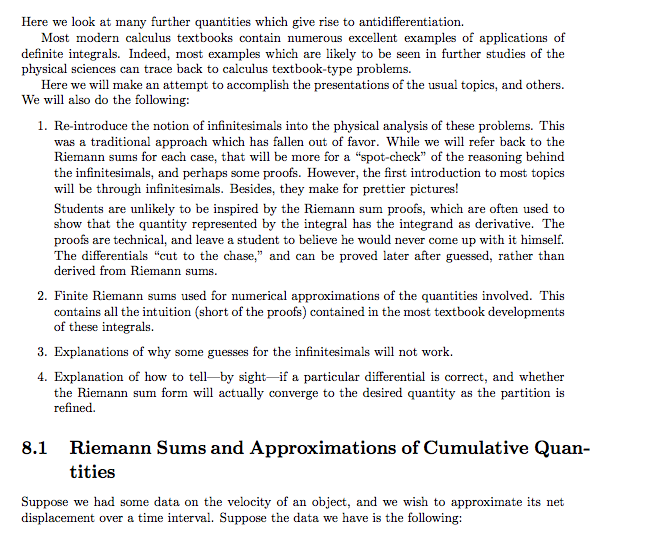 Here we look at many further quantities which give rise to antidifferentiation.
Most modern calculus textbooks contain numerous excellent examples of applications of
definite integrals. Indeed, most examples which are likely to be seen in further studies of the
physical sciences can trace back to calculus textbook-type problems.
Here we will make an attempt to accomplish the presentations of the usual topics, and others.
We will also do the following:
1. Re-introduce the notion of infinitesimals into the physical analysis of these problems. This
was a traditional approach which has fallen out of favor. While we will refer back to the
Riemann sums for each case, that will be more for a “spot-check” of the reasoning behind
the infinitesimals, and perhaps some proofs. However, the first introduction to most topics
will be through infinitesimals. Besides, they make for prettier pictures!
Students are unlikely to be inspired by the Riemann sum proofs, which are often used to
show that the quantity represented by the integral has the integrand as derivative. The
proofs are technical, and leave a student to believe he would never come up with it himself.
The differentials “cut to the chase,” and can be proved later after guessed, rather than
derived from Riemann sums.
2. Finite Riemann sums used for numerical approximations of the quantities involved. This
contains all the intuition (short of the proofs) contained in the most textbook developments
of these integrals.
3. Explanations of why some guesses for the infinitesimals will not work.
4. Explanation of how to tell—by sight—if a particular differential is correct, and whether
the Riemann sum form will actually converge to the desired quantity as the partition is
refined.
8.1 Riemann Sums and Approximations of Cumulative Quan-
tities
Suppose we had some data on the velocity of an object, and we wish to approximate its net
displacement over a time interval. Suppose the data we have is the following: